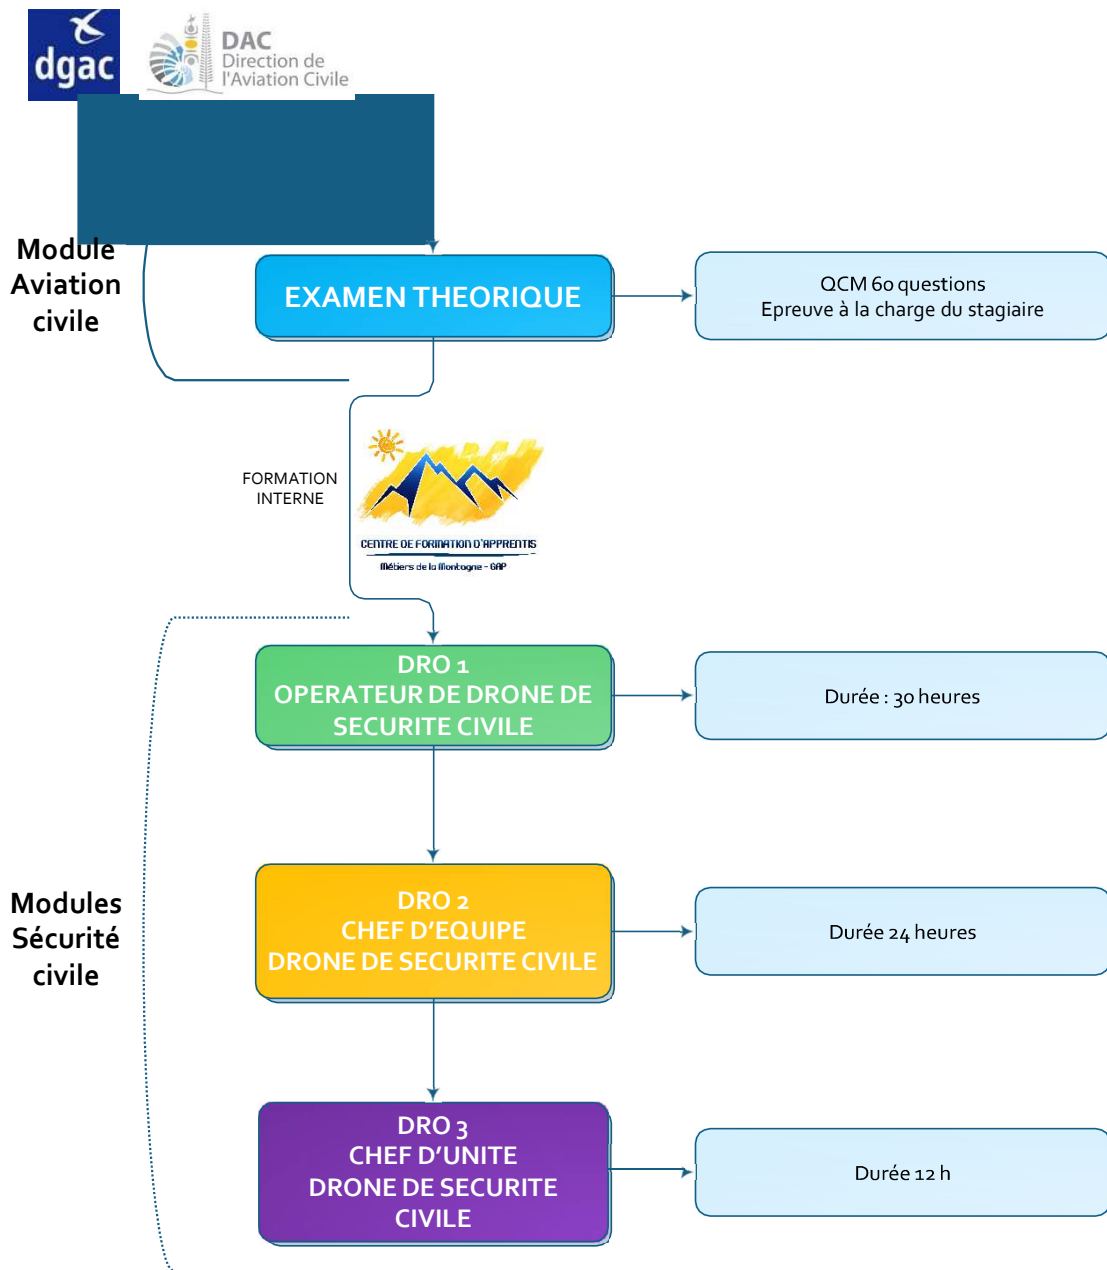 dgac
DAC
Direction de
l'Aviation Civile
Module
Aviation
civile
EXAMEN THEORIQUE
QCM 60 questions
Epreuve à la charge du stagiaire
FORMATION
INTERNE
CENTRE DE FORMATION D'APPRENTIS
Métiers de la Montagne - GAP
DRO 1
OPERATEUR DE DRONE DE
SECURITE CIVILE
Durée : 30 heures
Modules
Sécurité
civile
DRO 2
CHEF D'EQUIPE
DRONE DE SECURITE CIVILE
Durée 24 heures
DRO 3
CHEF D'UNITE
DRONE DE SECURITE
CIVILE
Durée 12 h